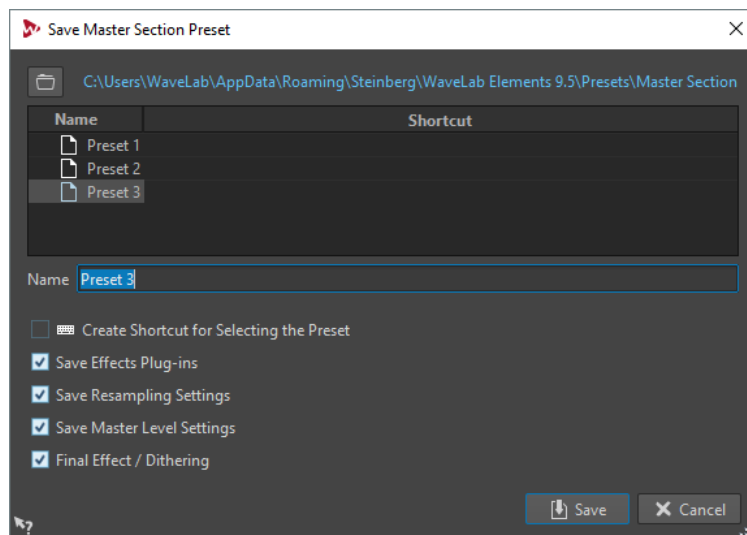 Save Master Section Preset
C:\Users\WaveLab\AppData\Roaming\Steinberg\WaveLab Elements 9.5\Presets\Master Section
Name Shortcut
Preset 1
Preset 2
Preset 3
Name Preset 3
Create Shortcut for Selecting the Preset
Save Effects Plug-ins
Save Resampling Settings
Save Master Level Settings
Final Effect / Dithering
Save Cancel